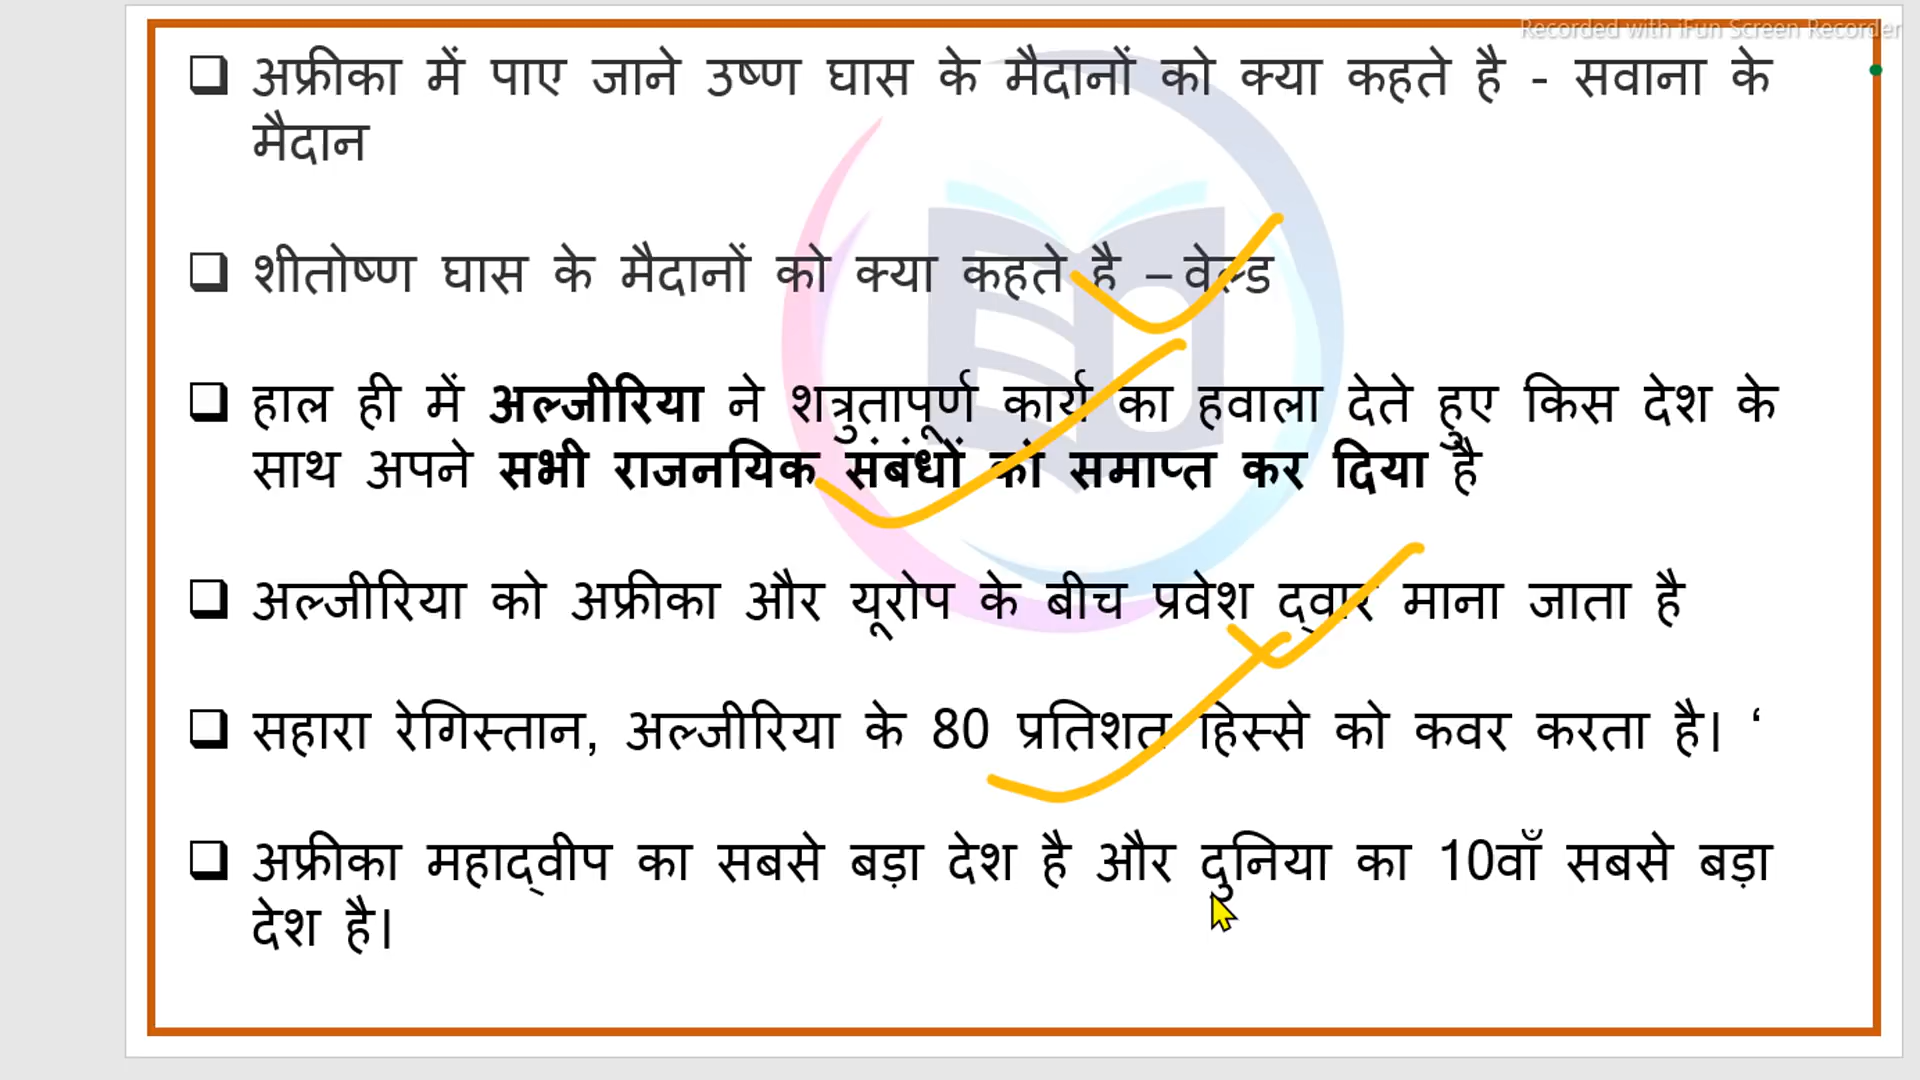 Recorded with iFun Screen Recorder
❑ अफ्रीका में पाए जाने उष्ण घास के मैदानों को क्या कहते है - सवाना के
मैदान
❑ शीतोष्ण घास के मैदानों को क्या कहते है – वेल्ड
❑ हाल ही में अल्जीरिया ने शत्रुतापूर्ण कार्य का हवाला देते हुए किस देश के
साथ अपने सभी राजनयिक संबंधों को समाप्त कर दिया है
❑ अल्जीरिया को अफ्रीका और यूरोप के बीच प्रवेश द्वार माना जाता है
❑ सहारा रेगिस्तान, अल्जीरिया के 80 प्रतिशत हिस्से को कवर करता है। ‘
❑ अफ्रीका महाद्वीप का सबसे बड़ा देश है और दुनिया का 10वाँ सबसे बड़ा
देश है।